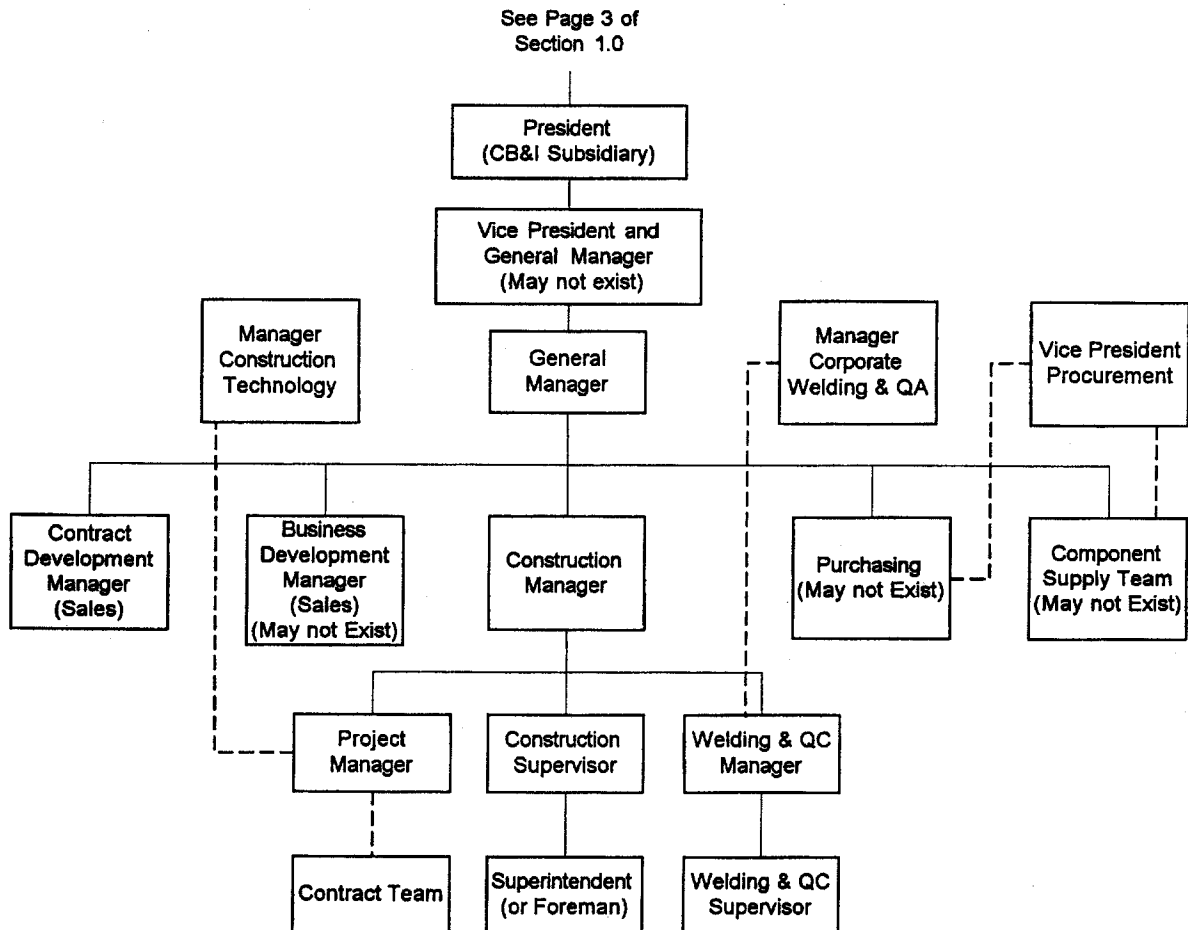 See Page 3 of
Section 1.0
President
(CB&I Subsidiary)
Vice President and
General Manager
(May not exist)
Manager
Construction
Technology
General
Manager
Manager
Corporate
Welding & QA
Vice President
Procurement
Contract
Development
Manager
(Sales)
Business
Development
Manager
(Sales)
(May not Exist)
Construction
Manager
Purchasing
(May not Exist)
Component
Supply Team
(May not Exist)
Project
Manager
Construction
Supervisor
Welding & QC
Manager
Contract Team
Superintendent
(or Foreman)
Welding & QC
Supervisor